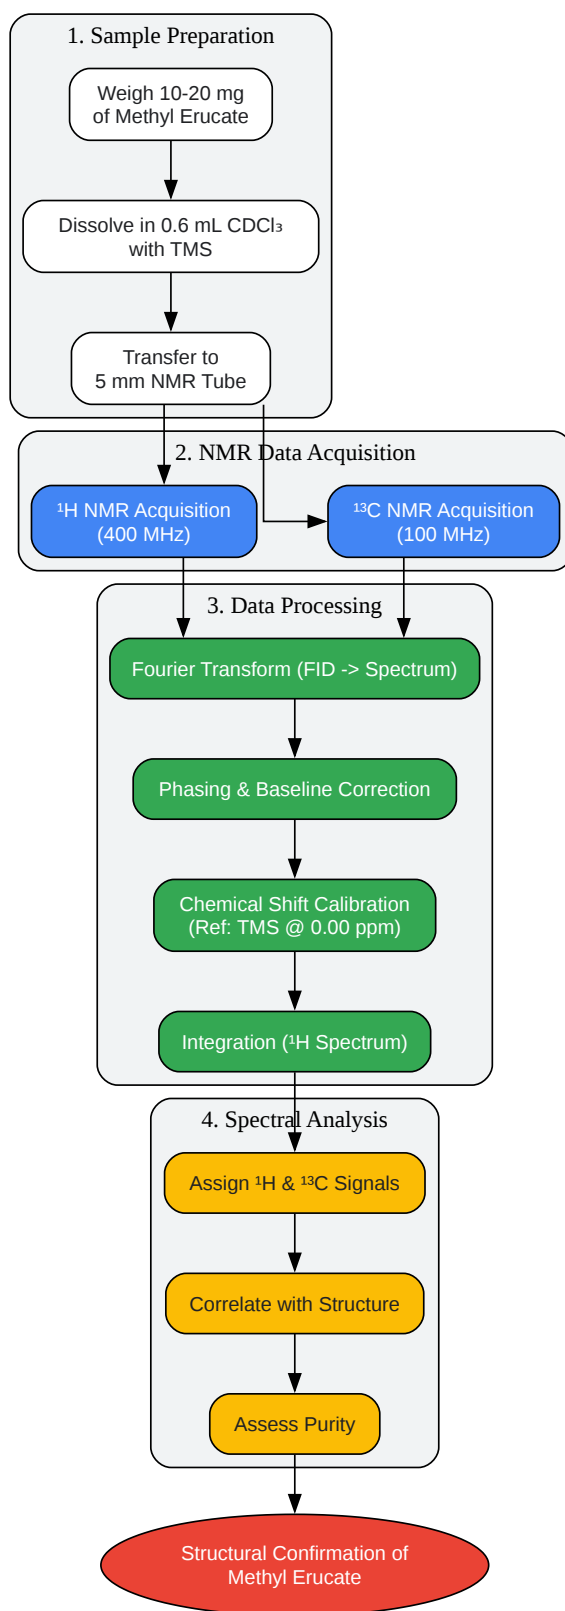 1. Sample Preparation
Weigh 10-20 mg
of Methyl Erucate
Dissolve in 0.6 mL CDCl₃
with TMS
Transfer to
5 mm NMR Tube
2. NMR Data Acquisition
¹H NMR Acquisition
(400 MHz)
¹³C NMR Acquisition
(100 MHz)
3. Data Processing
Fourier Transform (FID -> Spectrum)
Phasing & Baseline Correction
Chemical Shift Calibration
(Ref: TMS @ 0.00 ppm)
Integration (¹H Spectrum)
4. Spectral Analysis
Assign ¹H & ¹³C Signals
Correlate with Structure
Assess Purity
Structural Confirmation of
Methyl Erucate